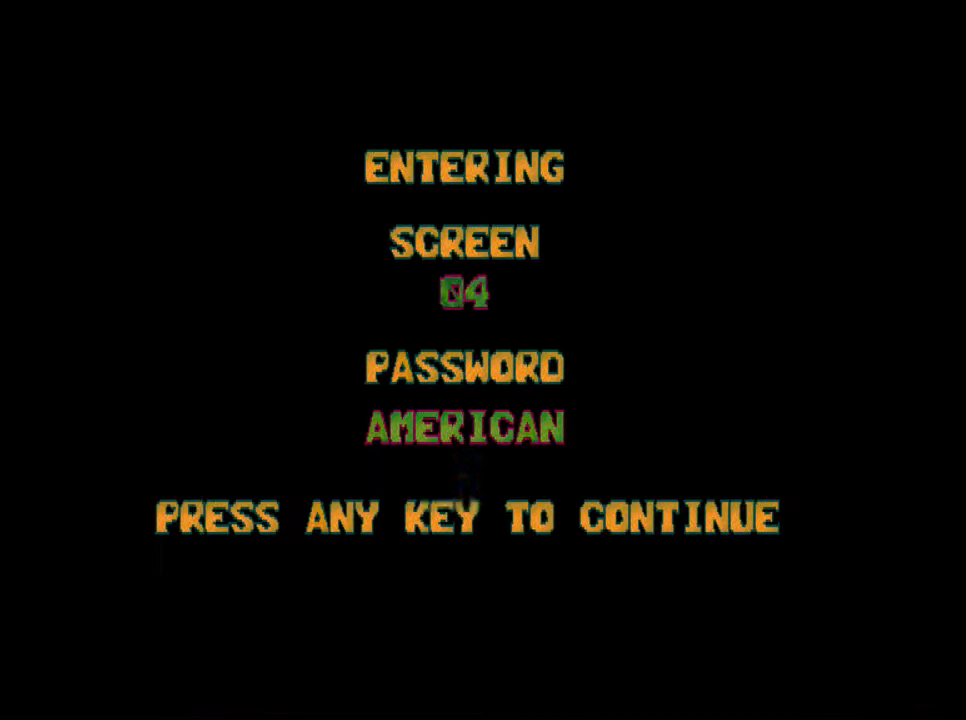 ENTERING
SCREEN
04
PASSWORD
AMERICAN
PRESS ANY KEY TO CONTINUE